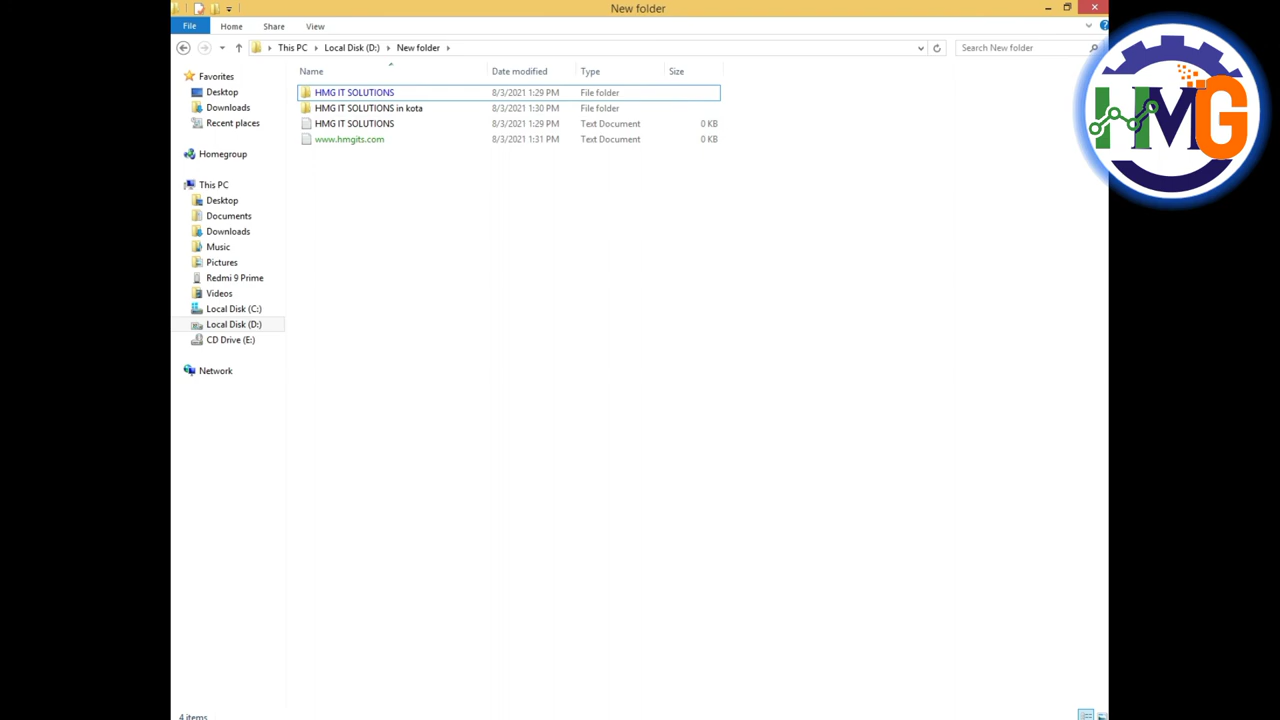 New folder
File Home Share View
This PC Local Disk (D:) New folder Search New folder
Name Date modified Type Size
HMG IT SOLUTIONS 8/3/2021 1:29 PM File folder
HMG IT SOLUTIONS in kota 8/3/2021 1:30 PM File folder
HMG IT SOLUTIONS 8/3/2021 1:29 PM Text Document 0 KB
www.hmgits.com 8/3/2021 1:31 PM Text Document 0 KB
Favorites
Desktop
Downloads
Recent places
Homegroup
This PC
Desktop
Documents
Downloads
Music
Pictures
Redmi 9 Prime
Videos
Local Disk (C:)
Local Disk (D:)
CD Drive (E:)
Network
4 items
HMG